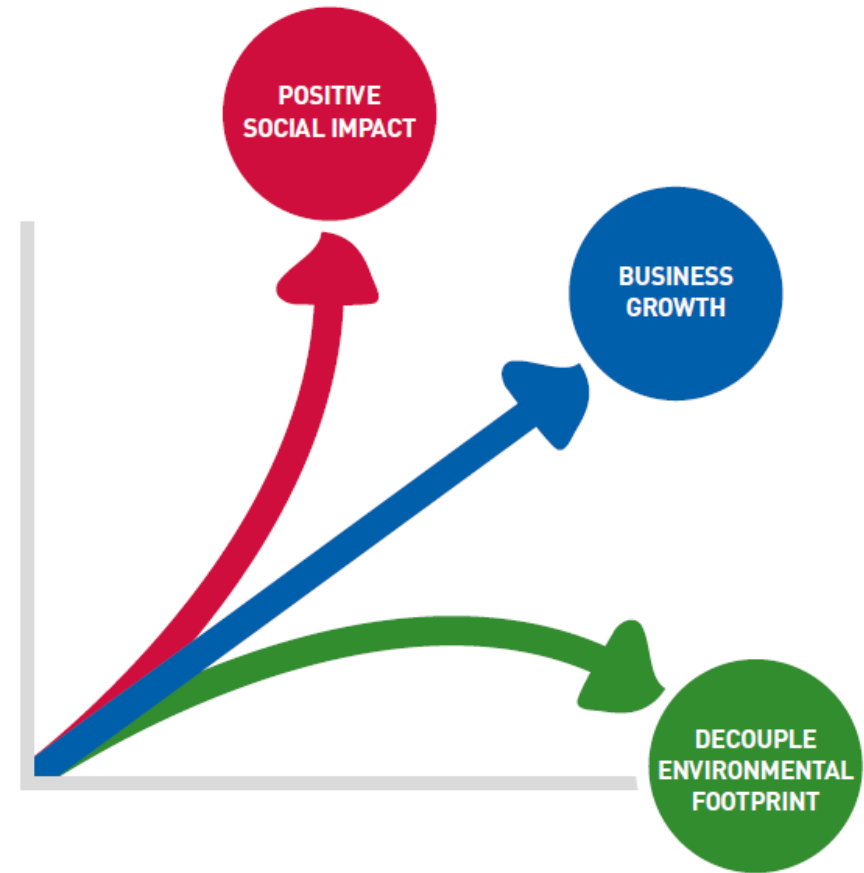 POSITIVE
SOCIAL IMPACT
BUSINESS
GROWTH
DECOUPLE
ENVIRONMENTAL
FOOTPRINT